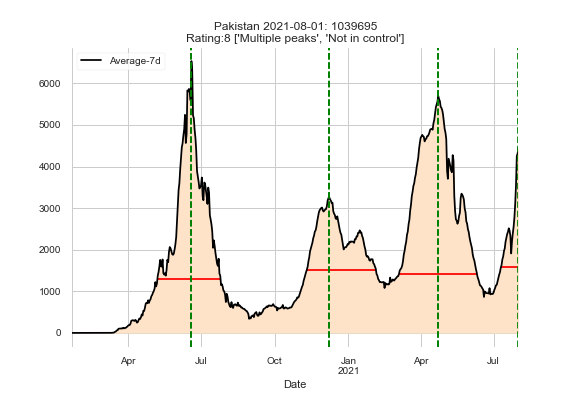 Pakistan 2021-08-01: 1039695
Rating:8 ['Multiple peaks', 'Not in control']
Average-7d
6000
5000
4000
3000
2000
1000
0
Apr
Jul
Oct
Jan
2021
Apr
Jul
Date